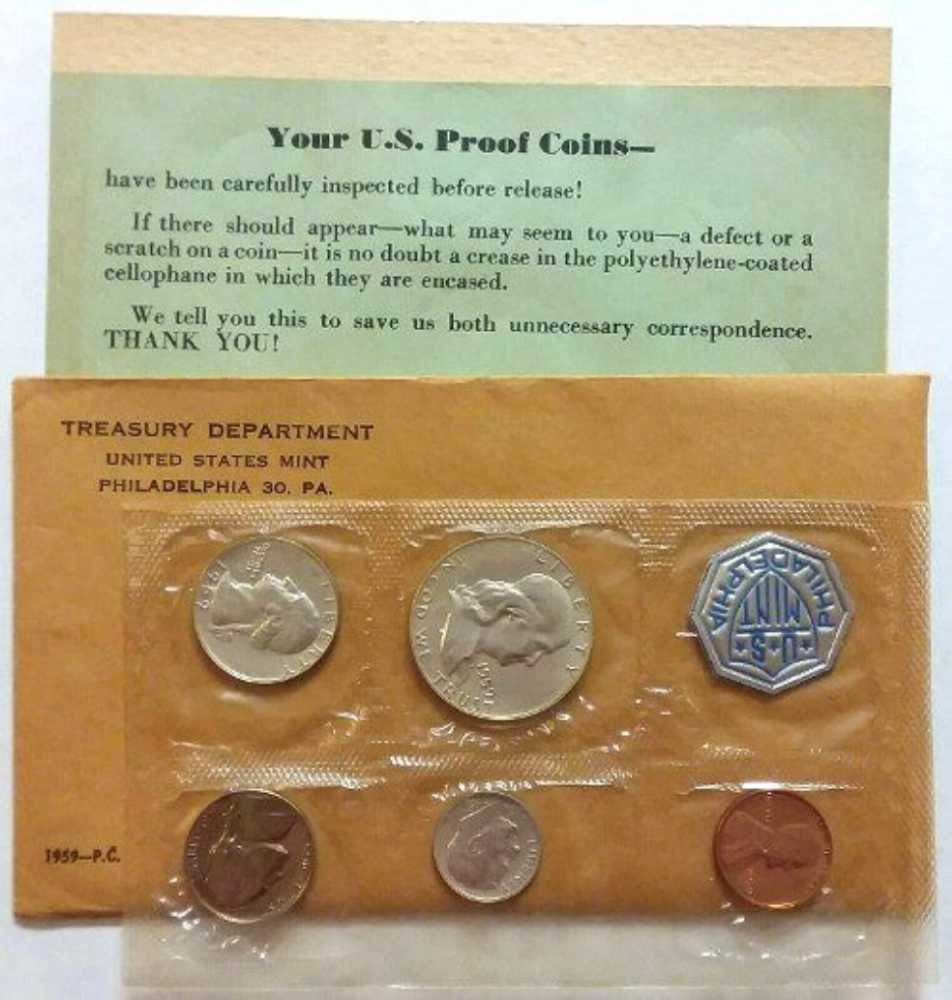 Your U.S. Proof Coins—
have been carefully inspected before release!
If there should appear—what may seem to you—a defect or a
scratch on a coin—it is no doubt a crease in the polyethylene-coated
cellophane in which they are encased.
We tell you this to save us both unnecessary correspondence.
THANK YOU!
TREASURY DEPARTMENT
UNITED STATES MINT
PHILADELPHIA 30, PA.
LIBERTY
1959
LIBERTY
IN GOD WE TRUST
1959
PHILADELPHIA
MINT
U·S
1959—P.C.